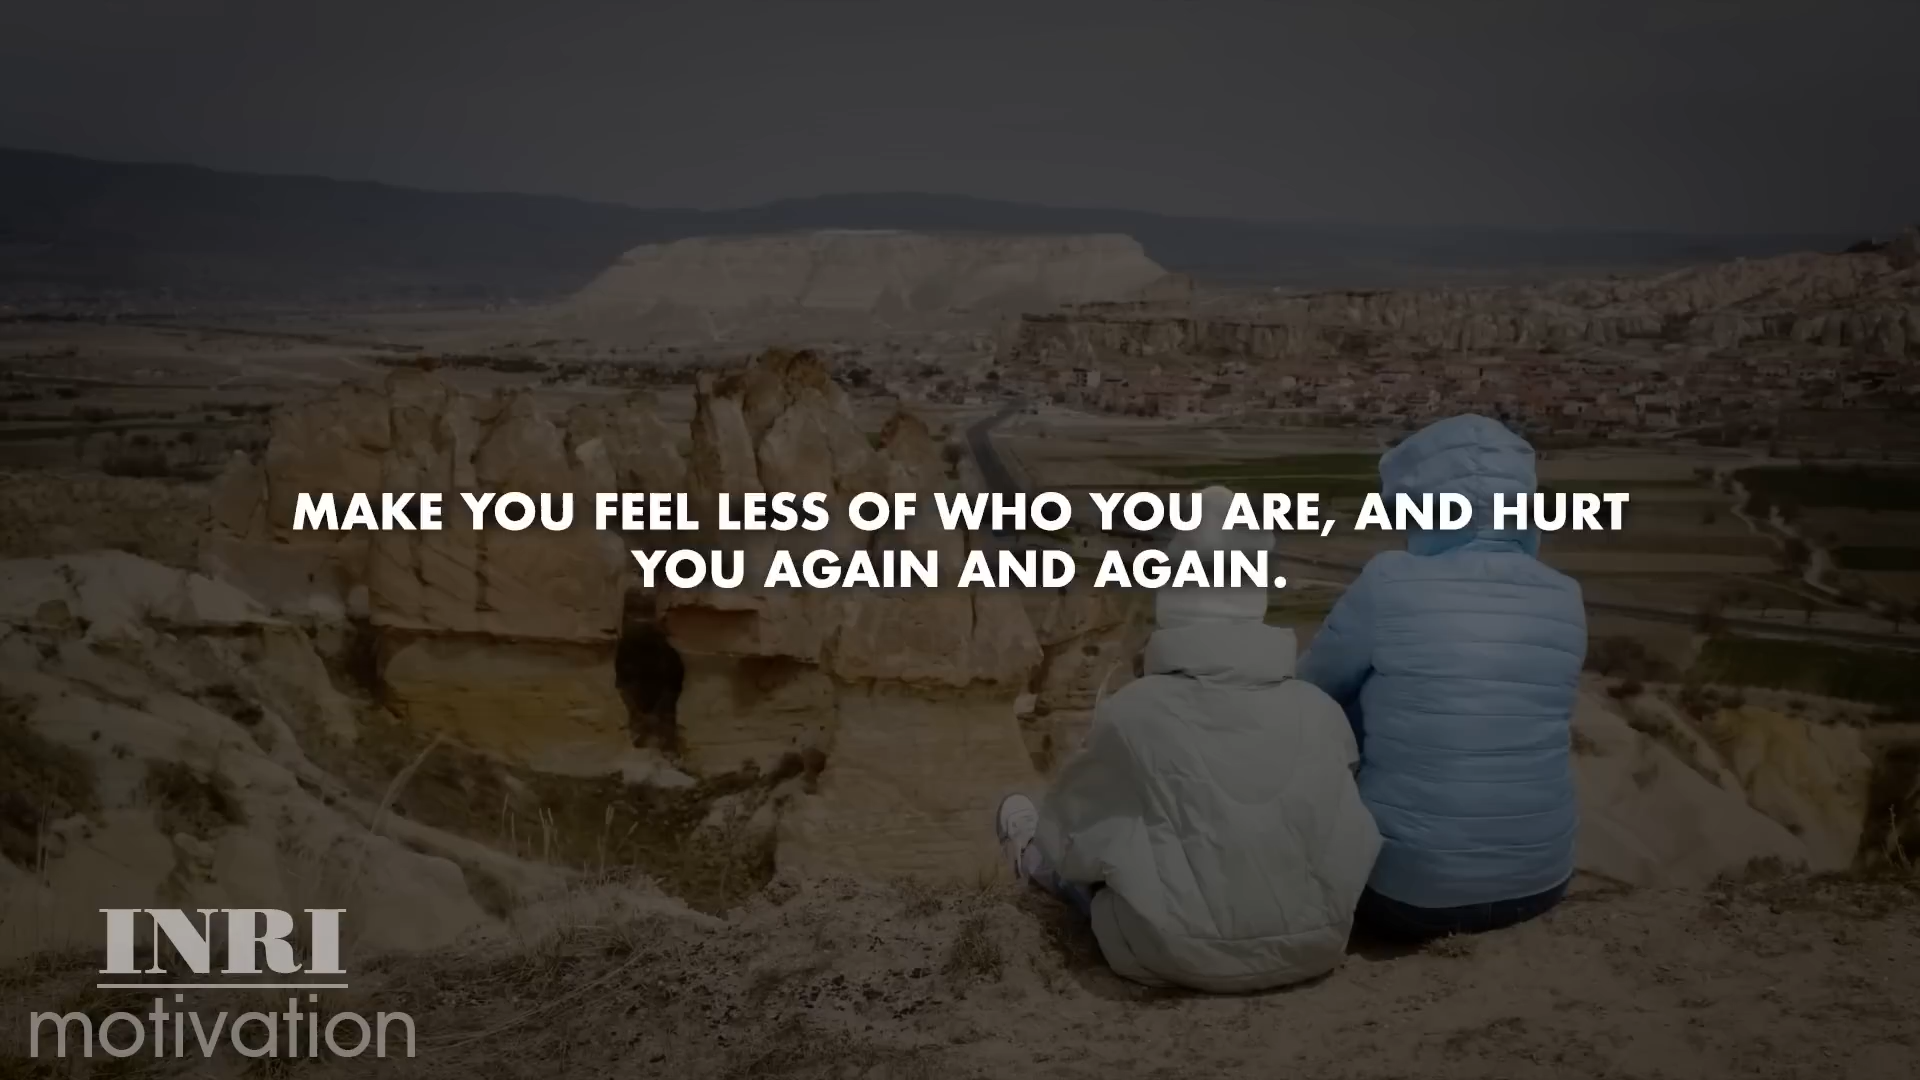 MAKE YOU FEEL LESS OF WHO YOU ARE, AND HURT
YOU AGAIN AND AGAIN.
INRI
motivation